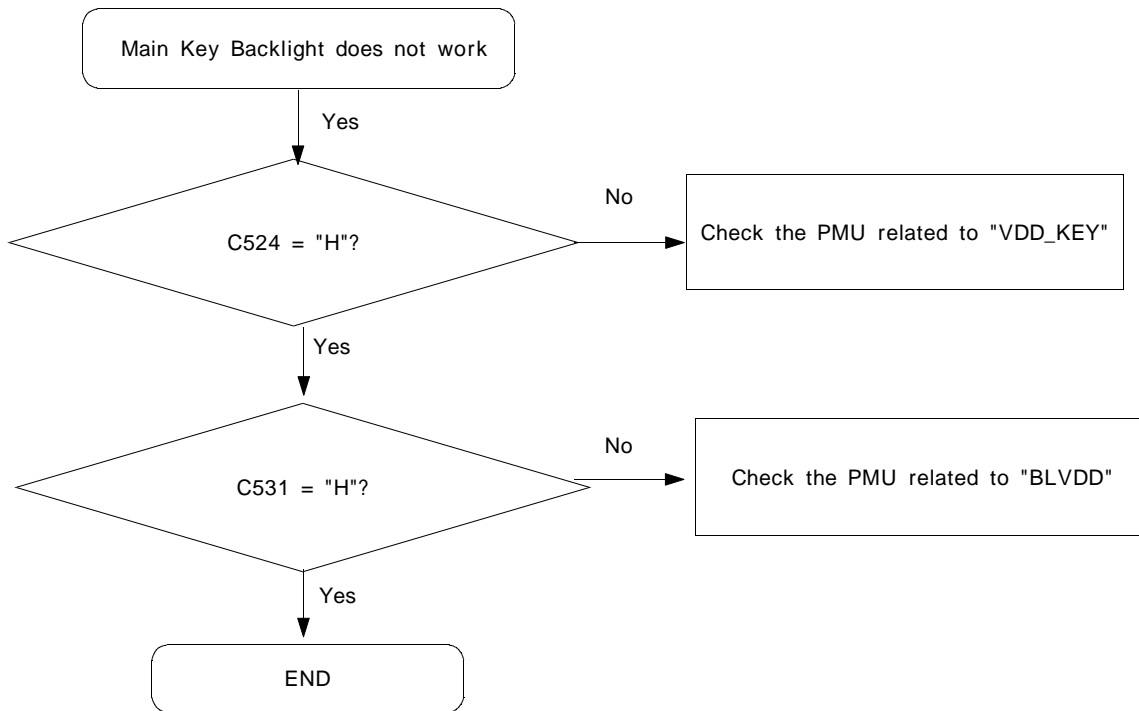 Main Key Backlight does not work
Yes
C524 = "H"?
No
Check the PMU related to "VDD_KEY"
Yes
C531 = "H"?
No
Check the PMU related to "BLVDD"
Yes
END